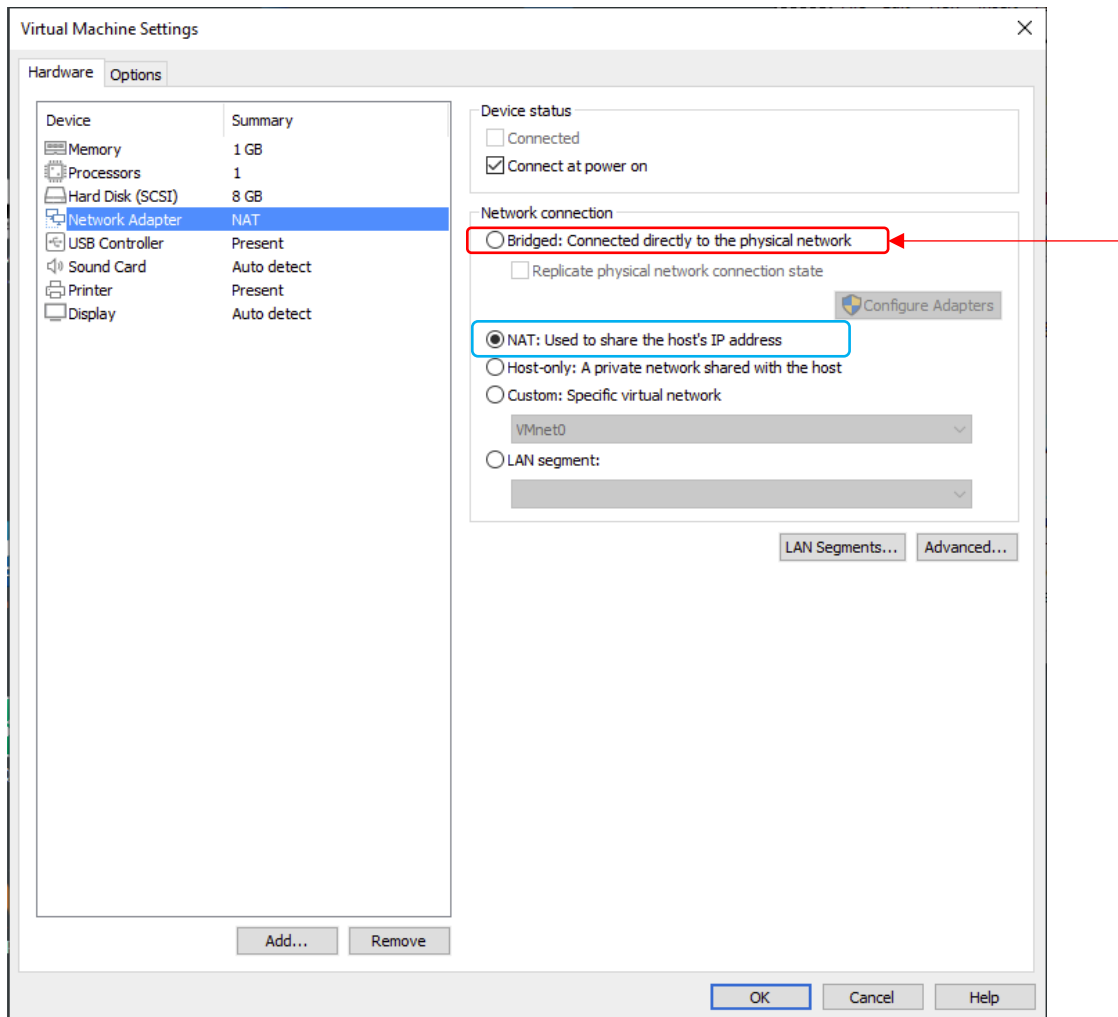 Virtual Machine Settings
Hardware
Options
Device Summary
Memory 1 GB
Processors 1
Hard Disk (SCSI) 8 GB
Network Adapter NAT
USB Controller Present
Sound Card Auto detect
Printer Present
Display Auto detect
Add...
Remove
Device status
Connected
Connect at power on
Network connection
Bridged: Connected directly to the physical network
Replicate physical network connection state
Configure Adapters
NAT: Used to share the host's IP address
Host-only: A private network shared with the host
Custom: Specific virtual network
VMnet0
LAN segment:
LAN Segments...
Advanced...
OK
Cancel
Help